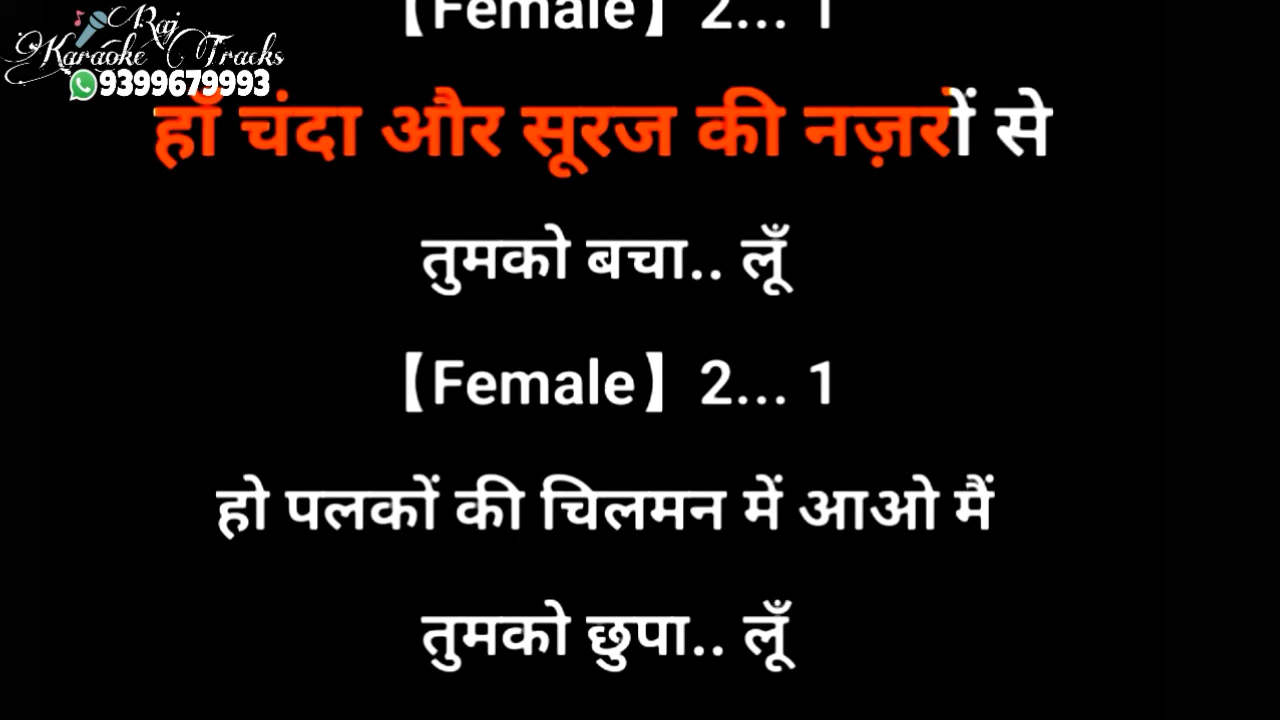 Raj
Karaoke Tracks
9399679993
【Female】 2... 1
हाँ चंदा और सूरज की नज़रों से
तुमको बचा.. लूँ
【Female】 2... 1
हो पलकों की चिलमन में आओ मैं
तुमको छुपा.. लूँ